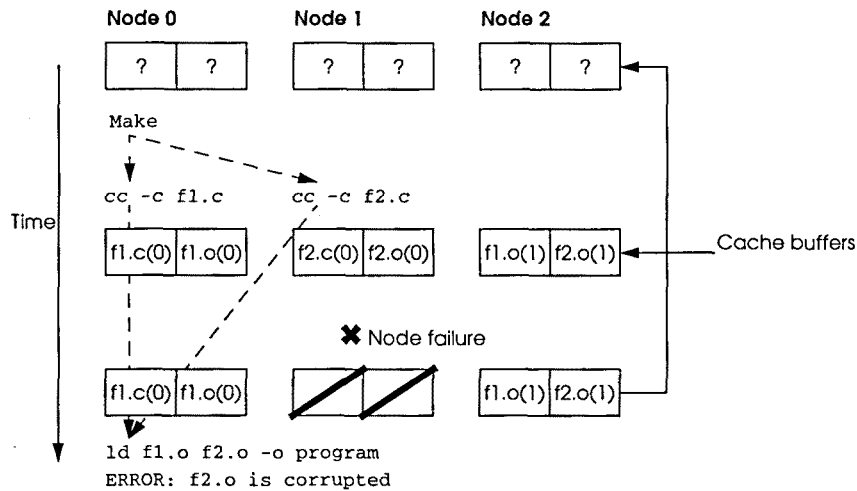 Node 0 Node 1 Node 2
? ? ? ? ? ?
Make
cc -c f1.c cc -c f2.c
Time
f1.c(0) f1.o(0) f2.c(0) f2.o(0) f1.o(1) f2.o(1)
Cache buffers
Node failure
f1.c(0) f1.o(0) f1.o(1) f2.o(1)
ld f1.o f2.o -o program
ERROR: f2.o is corrupted